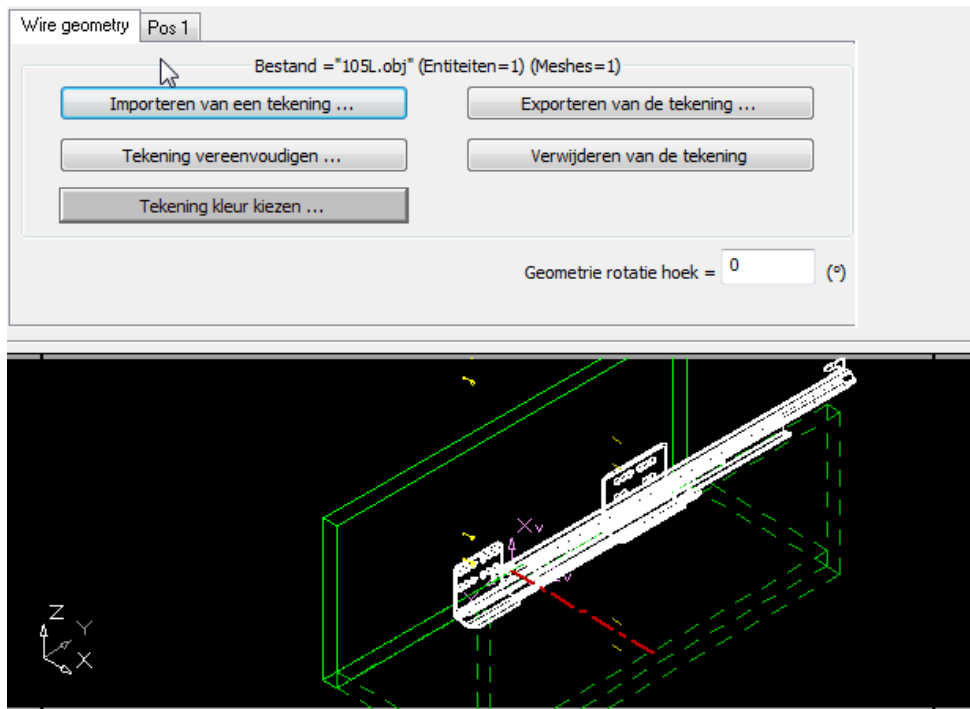 Wire geometry
Pos 1
Bestand ="105L.obj" (Entiteiten=1) (Meshes=1)
Importeren van een tekening ...
Exporteren van de tekening ...
Tekening vereenvoudigen ...
Verwijderen van de tekening
Tekening kleur kiezen ...
Geometrie rotatie hoek = 0 (°)
Xv
Z
Y
X